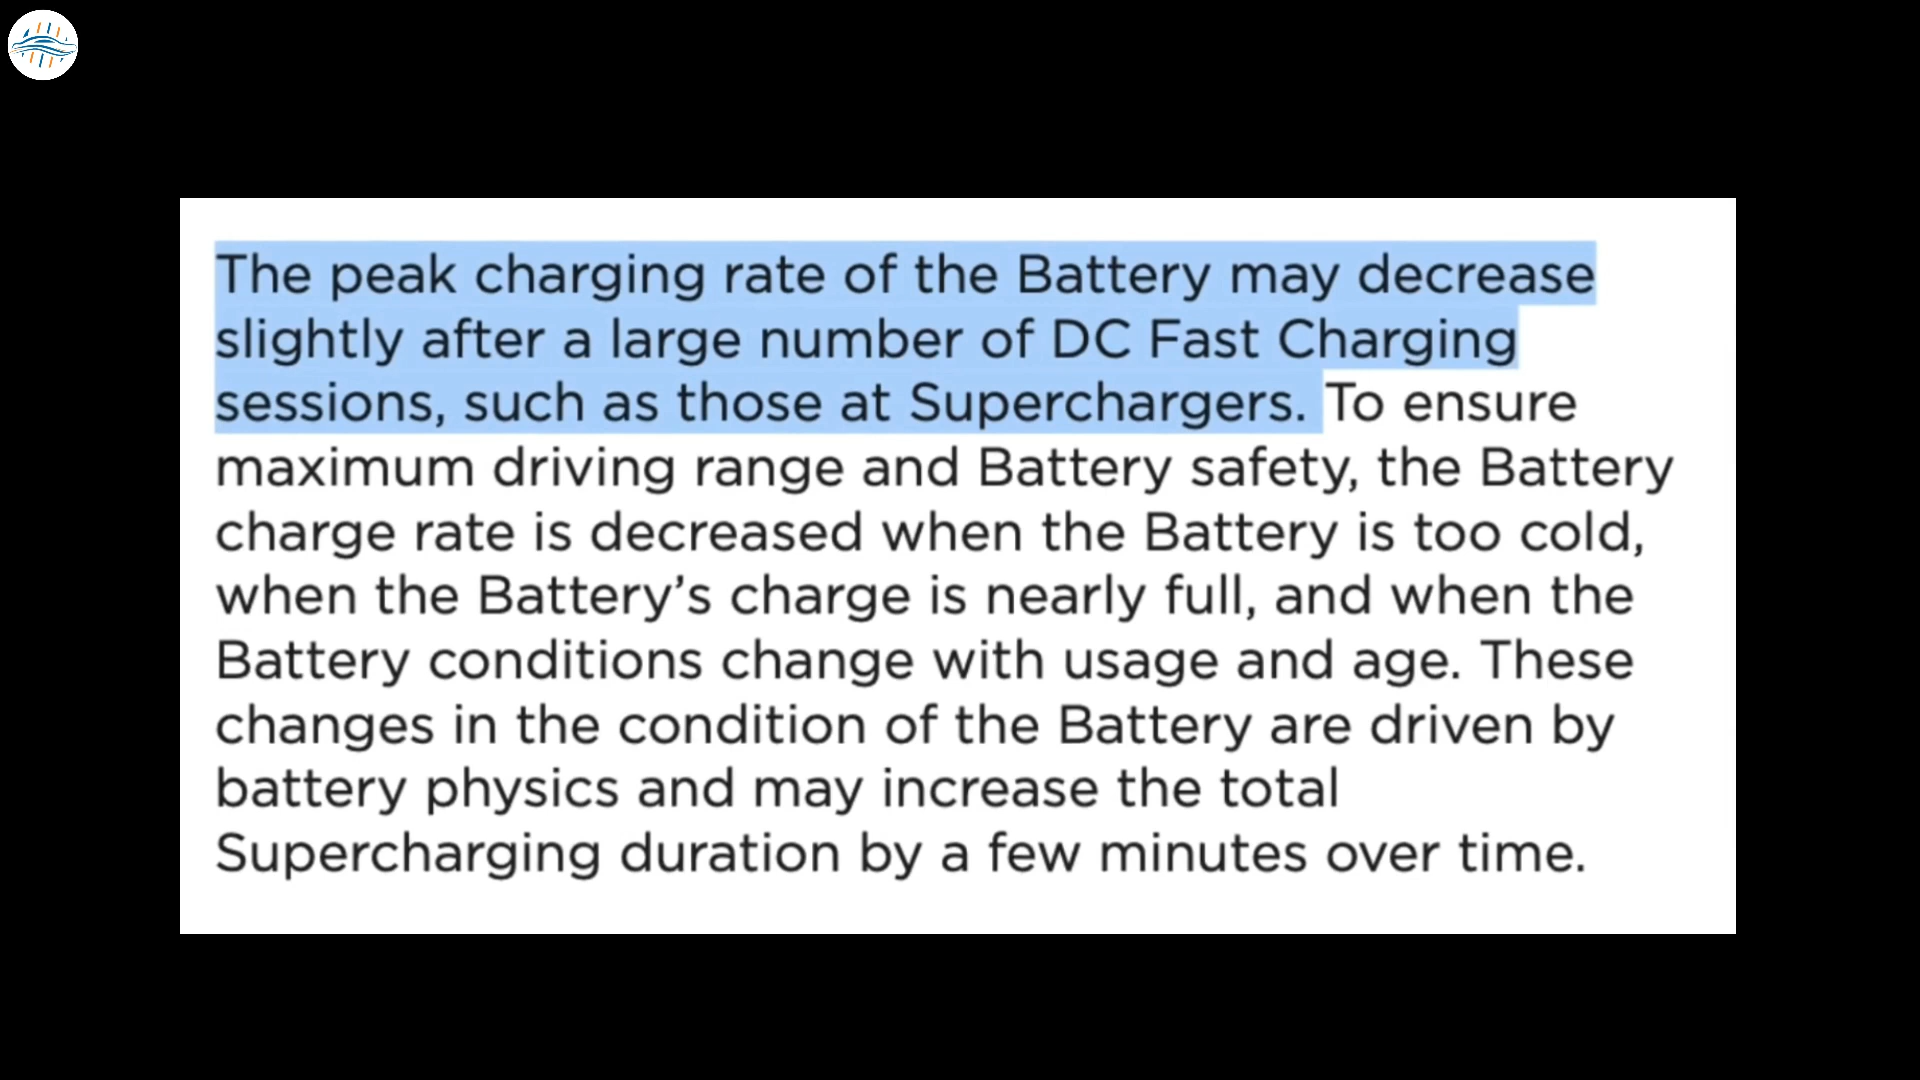 The peak charging rate of the Battery may decrease
slightly after a large number of DC Fast Charging
sessions, such as those at Superchargers. To ensure
maximum driving range and Battery safety, the Battery
charge rate is decreased when the Battery is too cold,
when the Battery’s charge is nearly full, and when the
Battery conditions change with usage and age. These
changes in the condition of the Battery are driven by
battery physics and may increase the total
Supercharging duration by a few minutes over time.